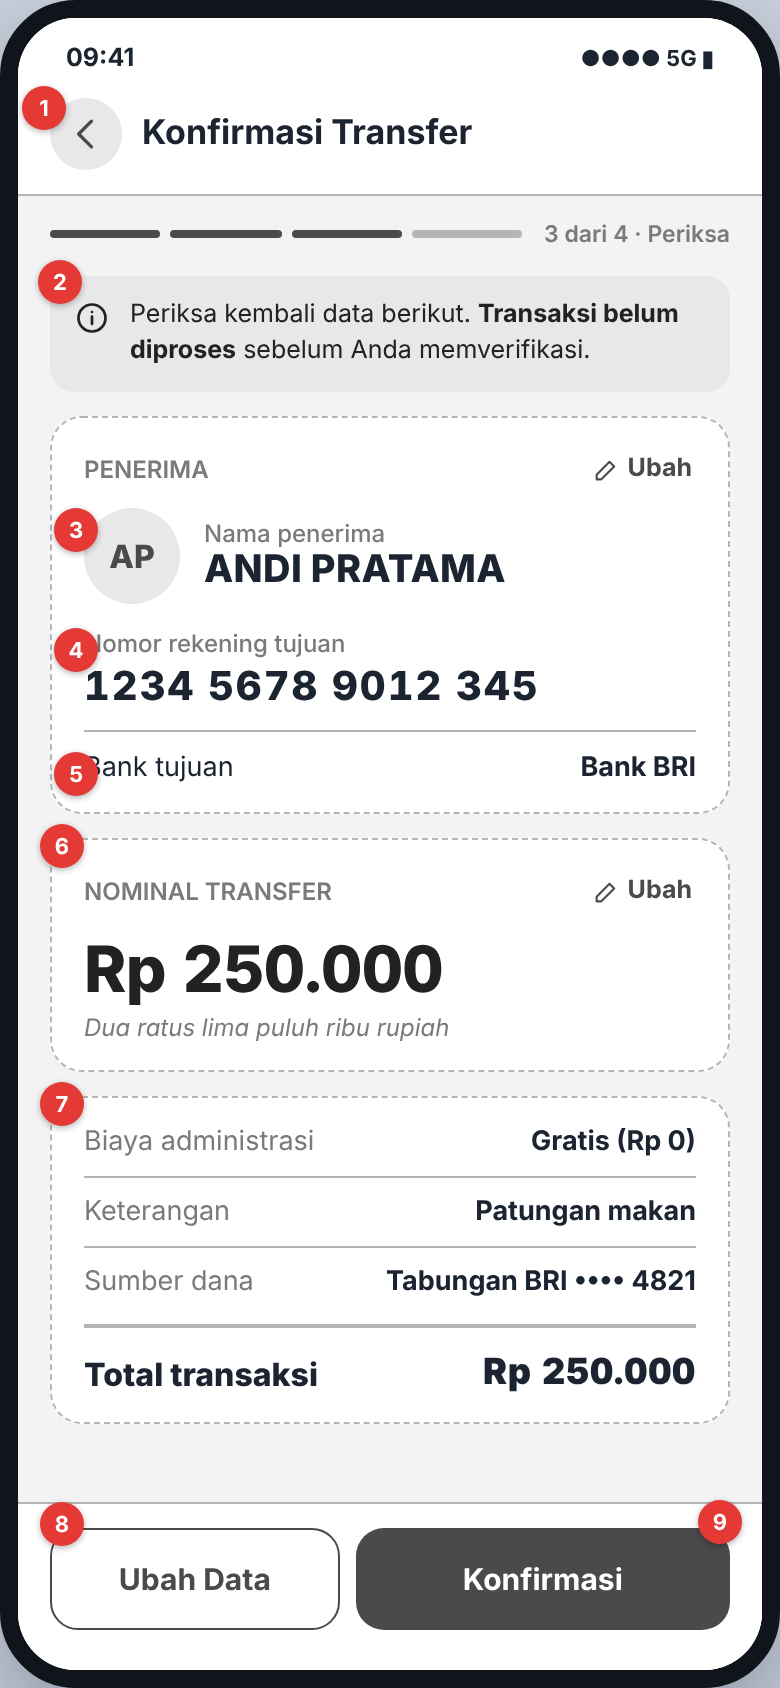 09:41
●●●● 5G ▮
1
Konfirmasi Transfer
3 dari 4 · Periksa
2
Periksa kembali data berikut. Transaksi belum
diproses sebelum Anda memverifikasi.
PENERIMA
Ubah
3
AP
Nama penerima
ANDI PRATAMA
4
Nomor rekening tujuan
1234 5678 9012 345
5
Bank tujuan
Bank BRI
6
NOMINAL TRANSFER
Ubah
Rp 250.000
Dua ratus lima puluh ribu rupiah
7
Biaya administrasi
Gratis (Rp 0)
Keterangan
Patungan makan
Sumber dana
Tabungan BRI •••• 4821
Total transaksi
Rp 250.000
8
Ubah Data
9
Konfirmasi